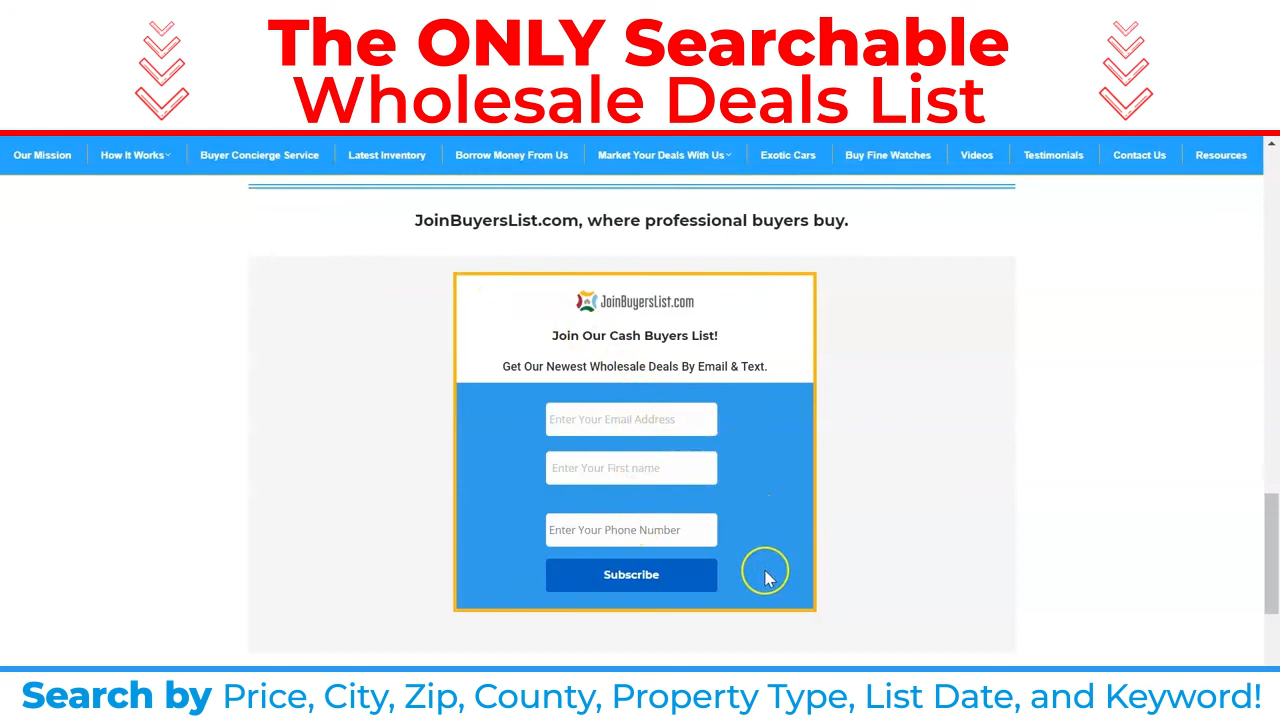 The ONLY Searchable
Wholesale Deals List
Our Mission How It Works Buyer Concierge Service Latest Inventory Borrow Money From Us Market Your Deals With Us Exotic Cars Buy Fine Watches Videos Testimonials Contact Us Resources
JoinBuyersList.com, where professional buyers buy.
JoinBuyersList.com
Join Our Cash Buyers List!
Get Our Newest Wholesale Deals By Email & Text.
Enter Your Email Address
Enter Your First name
Enter Your Phone Number
Subscribe
Search by Price, City, Zip, County, Property Type, List Date, and Keyword!